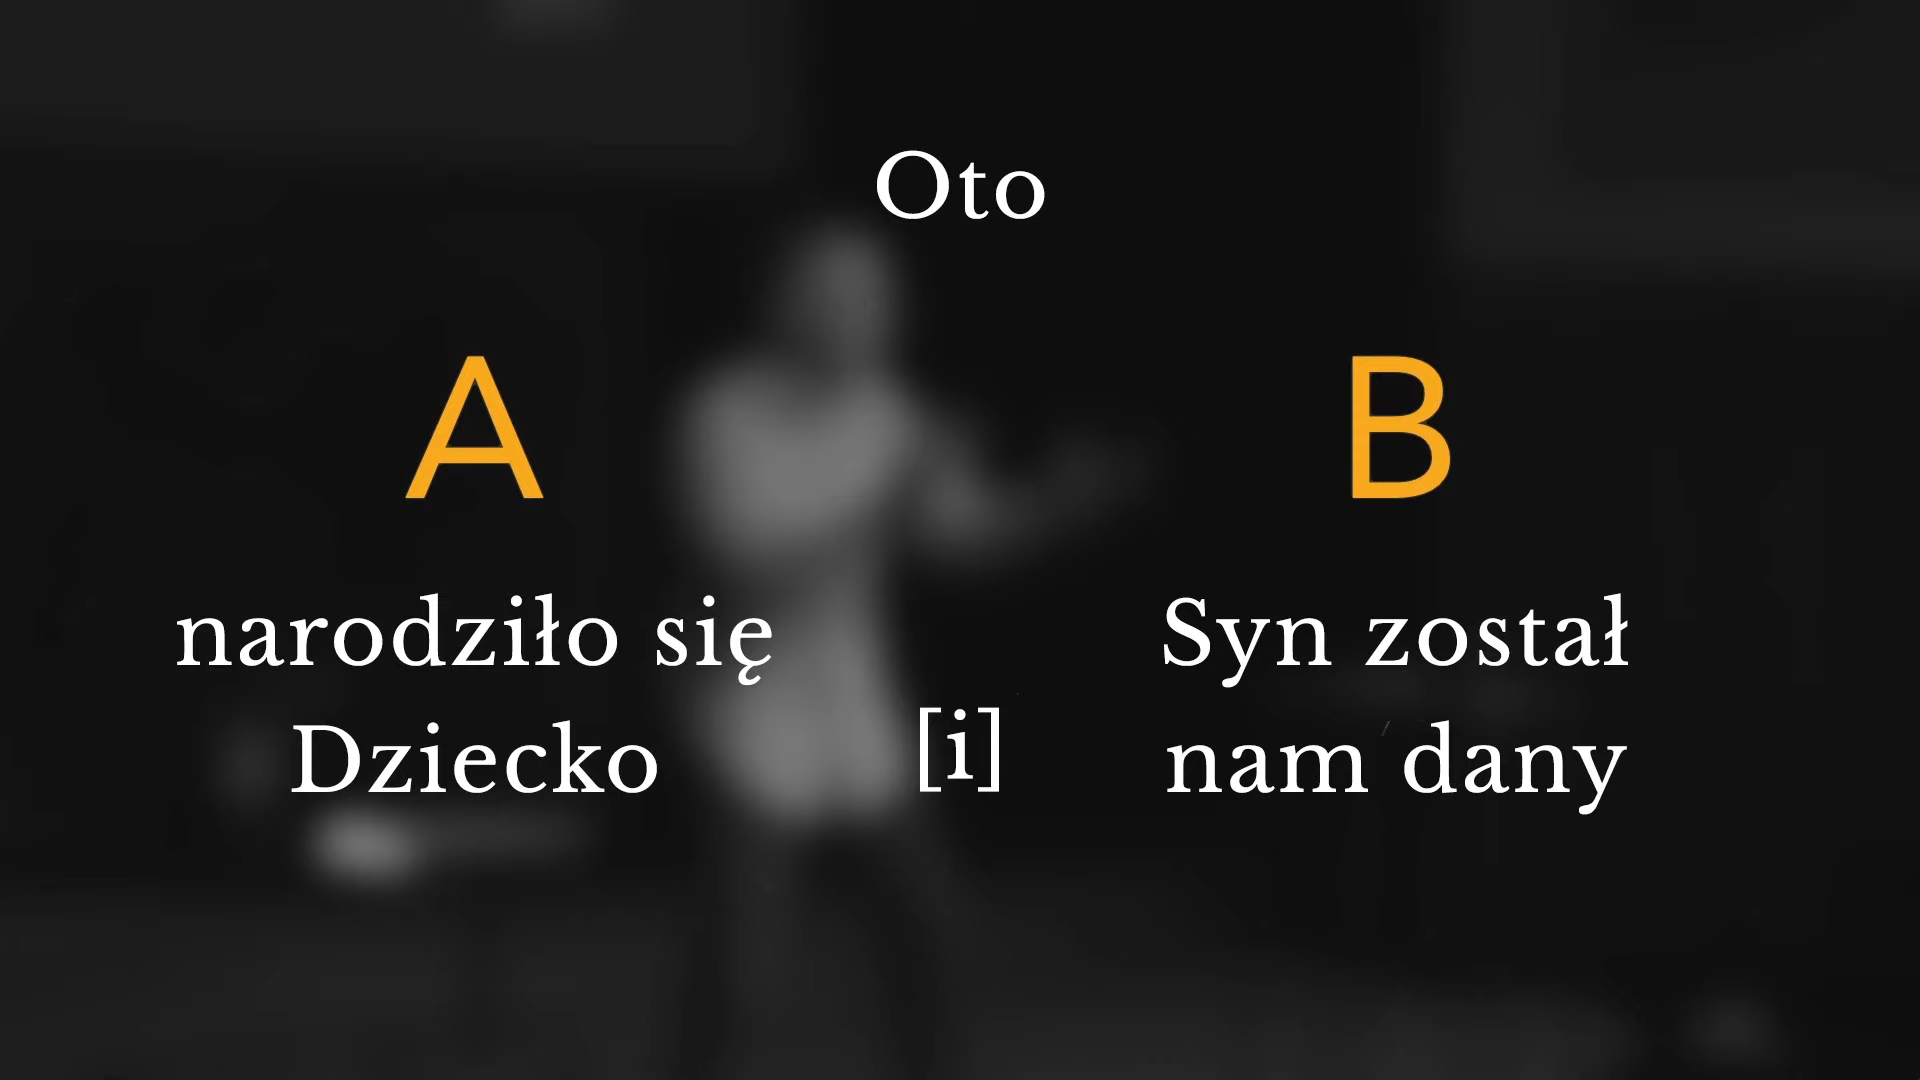 Oto
A
narodziło się
Dziecko
[i]
B
Syn został
nam dany